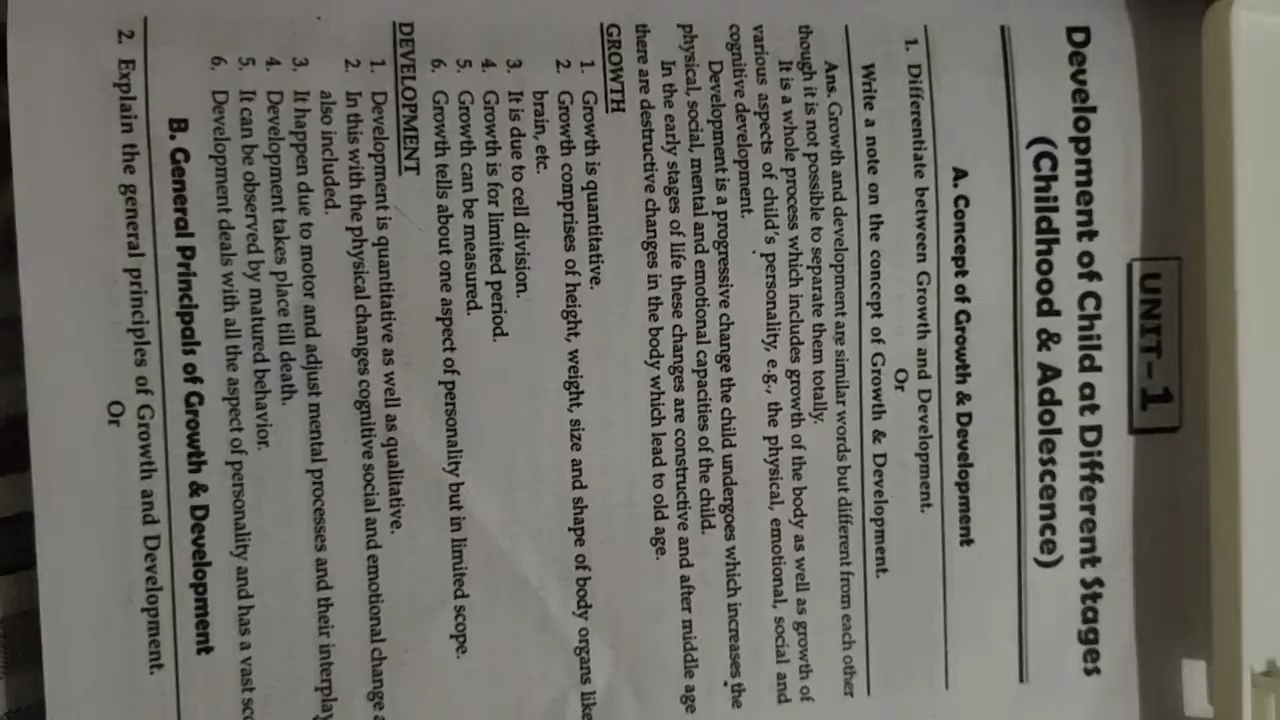 UNIT-1
Development of Child at Different Stages
(Childhood & Adolescence)
A. Concept of Growth & Development
1. Differentiate between Growth and Development.
Or
Write a note on the concept of Growth & Development.
Ans. Growth and development are similar words but different from each other
though it is not possible to separate them totally.
It is a whole process which includes growth of the body as well as growth of
various aspects of child's personality, e.g., the physical, emotional, social and
cognitive development.
Development is a progressive change the child undergoes which increases the
physical, social, mental and emotional capacities of the child.
In the early stages of life these changes are constructive and after middle age
there are destructive changes in the body which lead to old age.
GROWTH
1. Growth is quantitative.
2. Growth comprises of height, weight, size and shape of body organs like
brain, etc.
3. It is due to cell division.
4. Growth is for limited period.
5. Growth can be measured.
6. Growth tells about one aspect of personality but in limited scope.
DEVELOPMENT
1. Development is quantitative as well as qualitative.
2. In this with the physical changes cognitive social and emotional change
also included.
3. It happen due to motor and adjust mental processes and their interplay
4. Development takes place till death.
5. It can be observed by matured behavior.
6. Development deals with all the aspect of personality and has a vast
B. General Principals of Growth & Development
2. Explain the general principles of Growth and Development.
Or